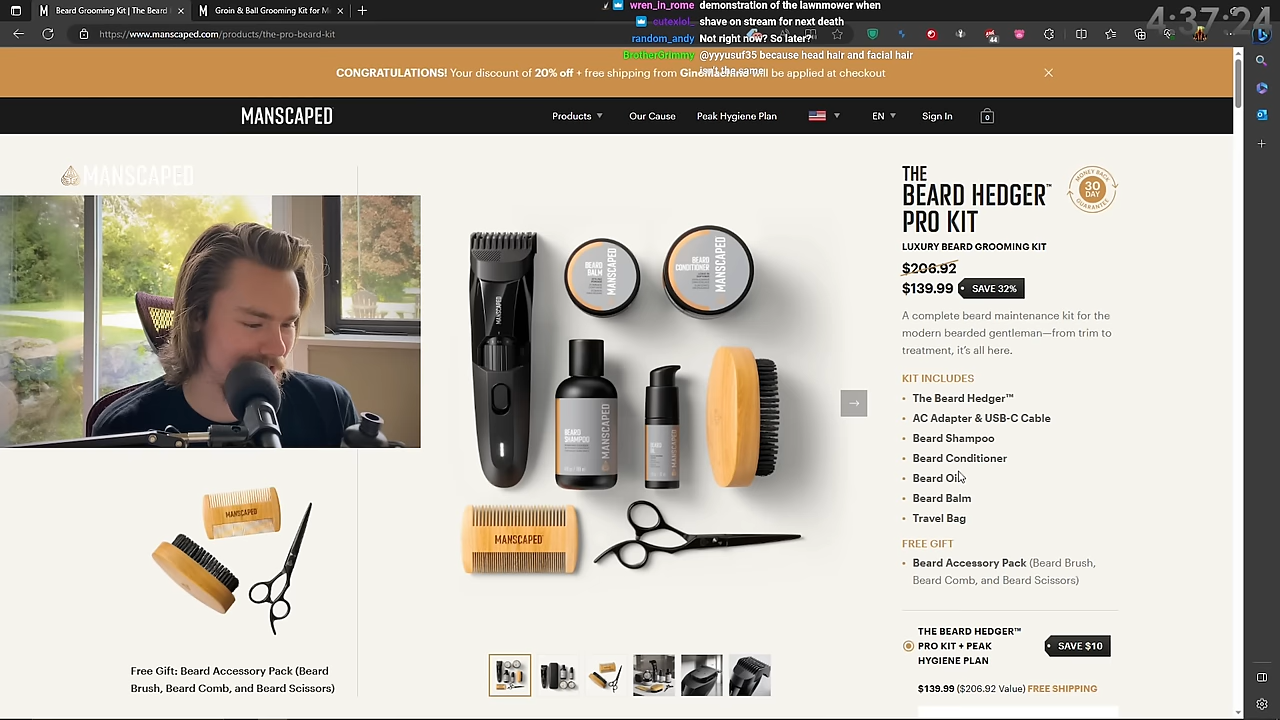 Beard Grooming Kit | The Beard H
Groin & Ball Grooming Kit for M
wren_in_rome demonstration of the lawnmower when
cutexiol_ shave on stream for next death
random_andy Not right now? So later?
BrotherGrimmy @yyyusuf35 because head hair and facial hair
isn't the same
4:37:24
https://www.manscaped.com/products/the-pro-beard-kit
44
CONGRATULATIONS! Your discount of 20% off + free shipping from will be applied at checkout
MANSCAPED
Products
Our Cause
Peak Hygiene Plan
EN
Sign In
0
MANSCAPED
THE
BEARD HEDGER™
PRO KIT
MONEY BACK
30
DAY
GUARANTEE
LUXURY BEARD GROOMING KIT
$206.92
$139.99 SAVE 32%
A complete beard maintenance kit for the
modern bearded gentleman—from trim to
treatment, it's all here.
KIT INCLUDES
• The Beard Hedger™
• AC Adapter & USB-C Cable
• Beard Shampoo
• Beard Conditioner
• Beard Oil
• Beard Balm
• Travel Bag
FREE GIFT
• Beard Accessory Pack (Beard Brush,
Beard Comb, and Beard Scissors)
THE BEARD HEDGER™
PRO KIT + PEAK
HYGIENE PLAN
SAVE $10
$139.99 ($206.92 Value) FREE SHIPPING
MANSCAPED
BEARD
BALM
MANSCAPED
BEARD
CONDITIONER
MANSCAPED
BEARD
SHAMPOO
MANSCAPED
MANSCAPED
MANSCAPED
MANSCAPED
Free Gift: Beard Accessory Pack (Beard
Brush, Beard Comb, and Beard Scissors)